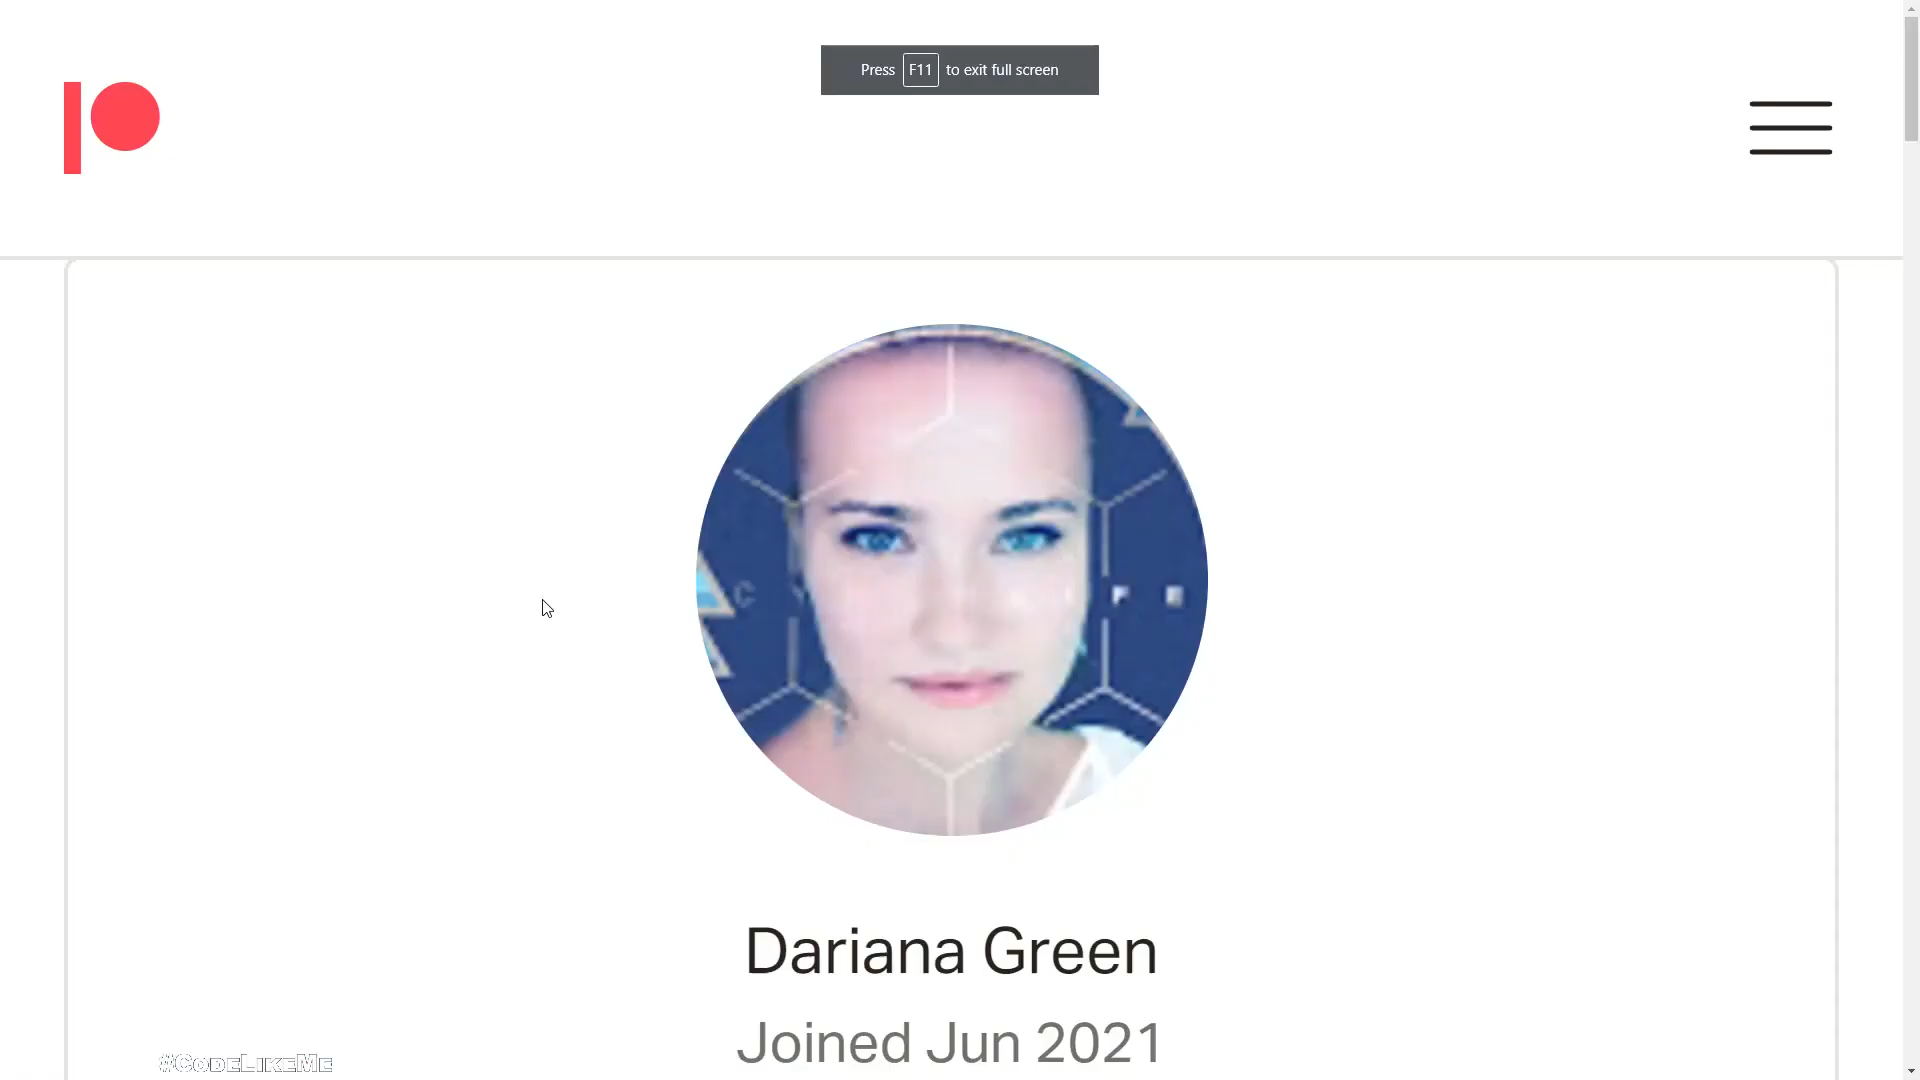 Press F11 to exit full screen
Dariana Green
Joined Jun 2021
#CodeLikeMe